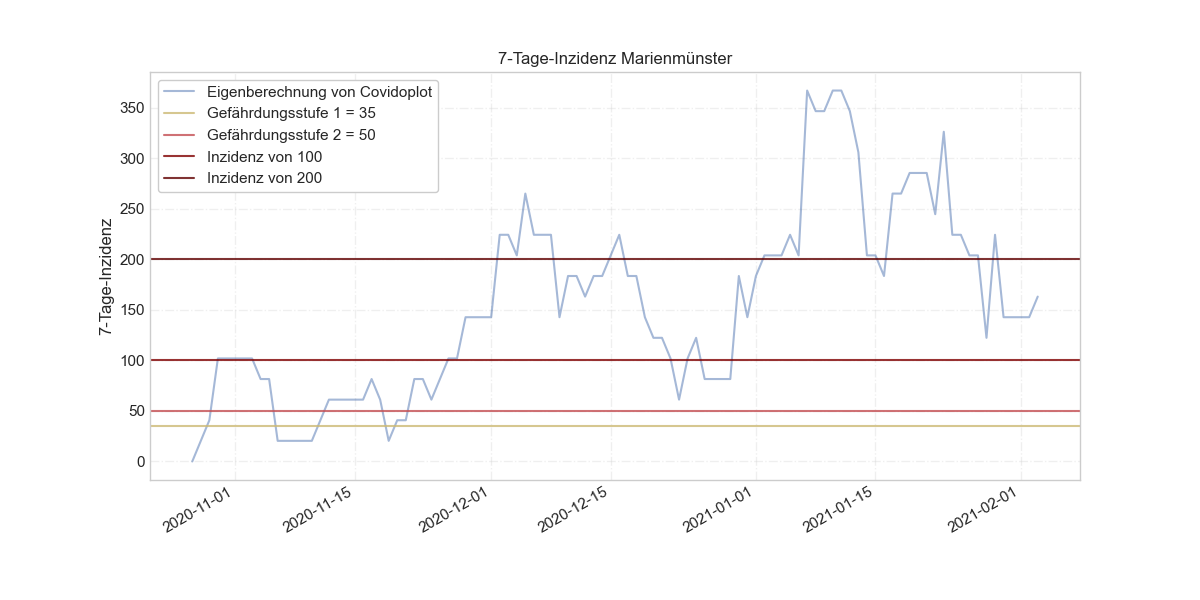 7-Tage-Inzidenz Marienmünster
Eigenberechnung von Covidoplot
Gefährdungsstufe 1 = 35
Gefährdungsstufe 2 = 50
Inzidenz von 100
Inzidenz von 200
7-Tage-Inzidenz
350
300
250
200
150
100
50
0
2020-11-01
2020-11-15
2020-12-01
2020-12-15
2021-01-01
2021-01-15
2021-02-01